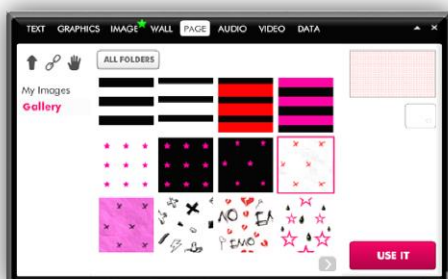 TEXT GRAPHICS IMAGE WALL PAGE AUDIO VIDEO DATA
ALL FOLDERS
My Images
Gallery
USE IT